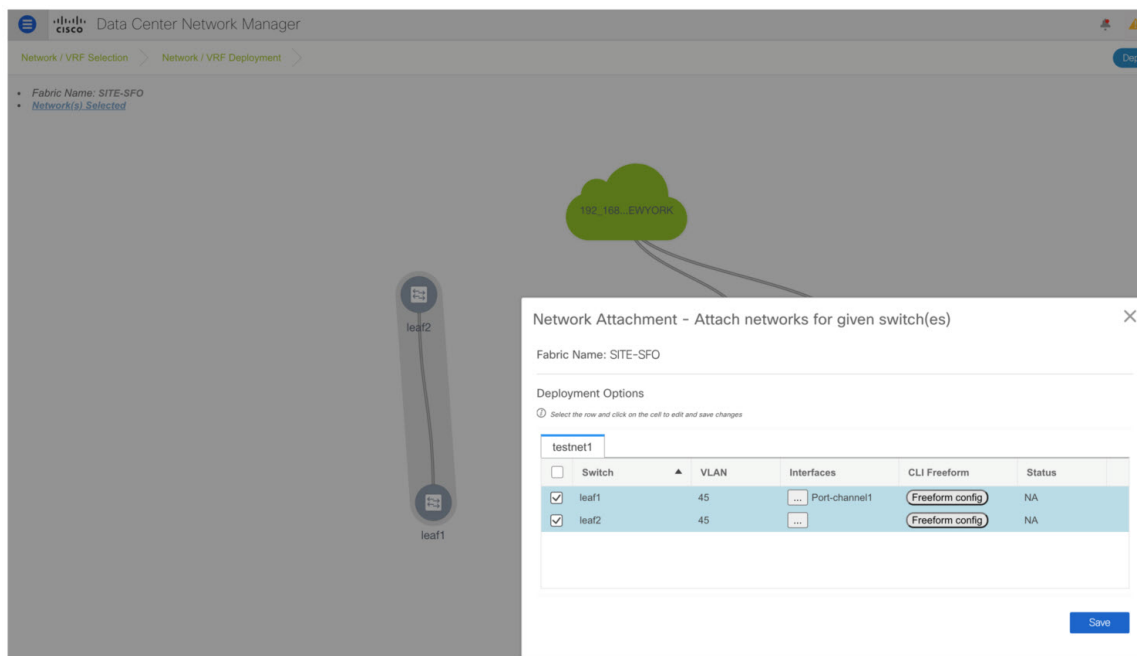 cisco Data Center Network Manager
Network / VRF Selection Network / VRF Deployment
Dep
• Fabric Name: SITE-SFO
• Network(s) Selected
192_168...EWYORK
leaf2
leaf1
Network Attachment - Attach networks for given switch(es)
Fabric Name: SITE-SFO
Deployment Options
Select the row and click on the cell to edit and save changes
testnet1
Switch VLAN Interfaces CLI Freeform Status
leaf1 45 ... Port-channel1 Freeform config) NA
leaf2 45 ... Freeform config) NA
Save